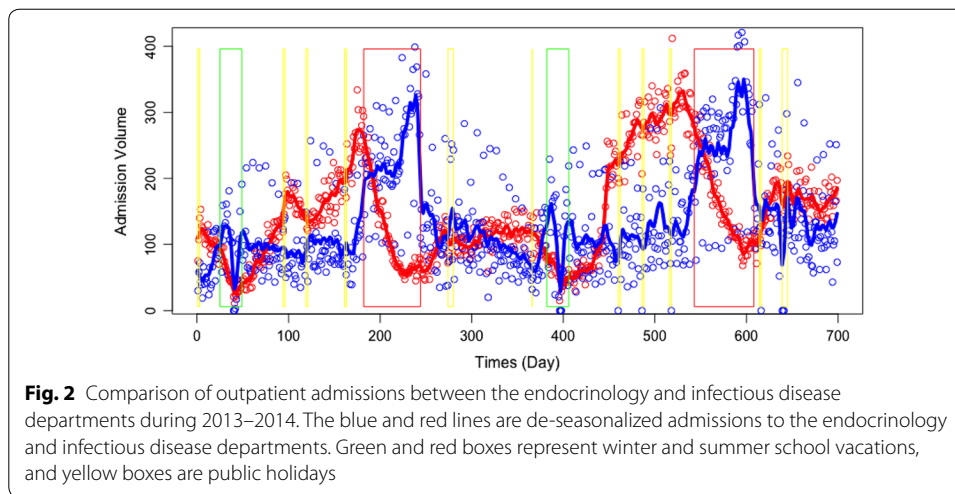 400
300
200
100
0
Admission Volume
0 100 200 300 400 500 600 700
Times (Day)
Fig. 2 Comparison of outpatient admissions between the endocrinology and infectious disease
departments during 2013–2014. The blue and red lines are de-seasonalized admissions to the endocrinology
and infectious disease departments. Green and red boxes represent winter and summer school vacations,
and yellow boxes are public holidays